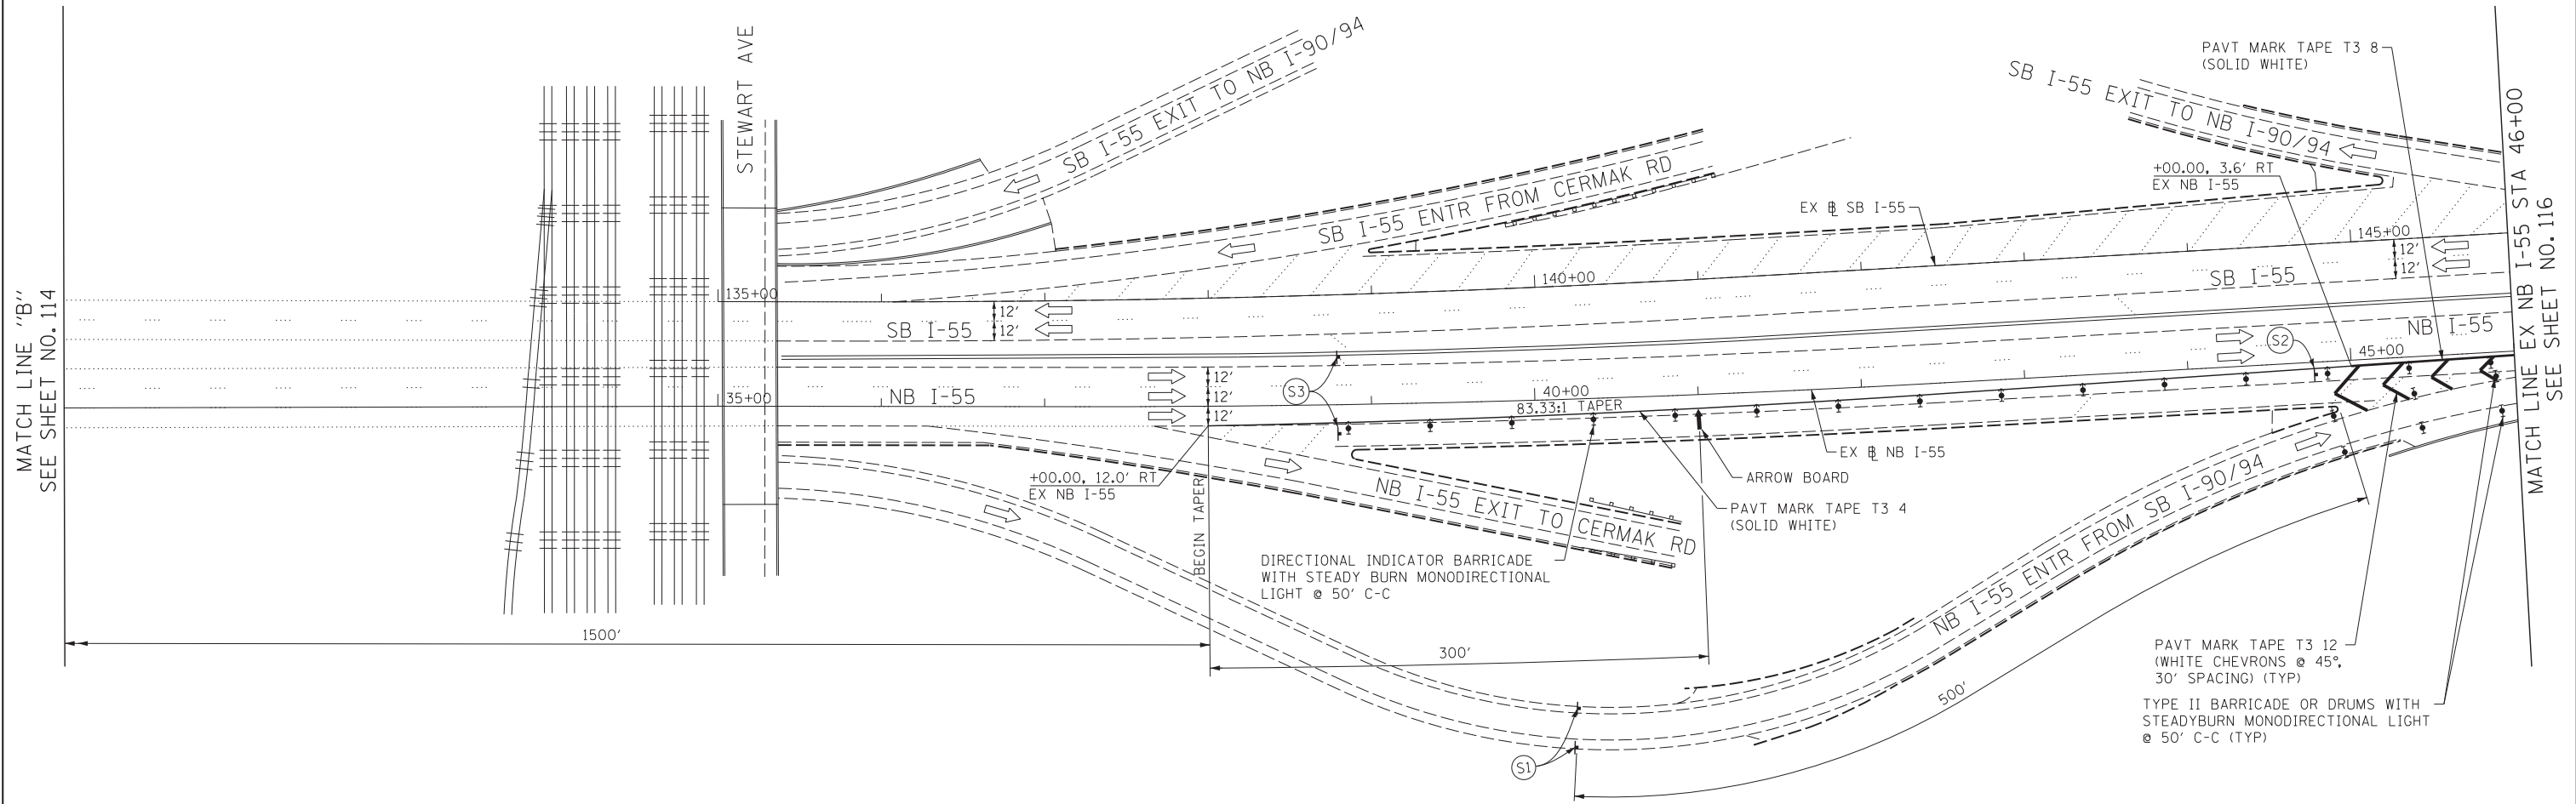 MATCH LINE "B"
SEE SHEET NO. 114
STEWART AVE
SB I-55 EXIT TO NB I-90/94
SB I-55 ENTR FROM CERMAK RD
SB I-55 EXIT TO NB I-90/94
PAVT MARK TAPE T3 8
(SOLID WHITE)
+00.00, 3.6' RT
EX NB I-55
EX ⅊ SB I-55
MATCH LINE EX NB I-55 STA 46+00
SEE SHEET NO. 116
135+00
140+00
145+00
12'
12'
SB I-55
12'
12'
SB I-55
NB I-55
S2
45+00
NB I-55
35+00
12'
12'
12'
S3
40+00
83.33:1 TAPER
EX ⅊ NB I-55
ARROW BOARD
PAVT MARK TAPE T3 4
(SOLID WHITE)
+00.00, 12.0' RT
EX NB I-55
BEGIN TAPER
NB I-55 EXIT TO CERMAK RD
DIRECTIONAL INDICATOR BARRICADE
WITH STEADY BURN MONODIRECTIONAL
LIGHT @ 50' C-C
NB I-55 ENTR FROM SB I-90/94
1500'
300'
500'
S1
PAVT MARK TAPE T3 12
(WHITE CHEVRONS @ 45°,
30' SPACING) (TYP)
TYPE II BARRICADE OR DRUMS WITH
STEADYBURN MONODIRECTIONAL LIGHT
@ 50' C-C (TYP)